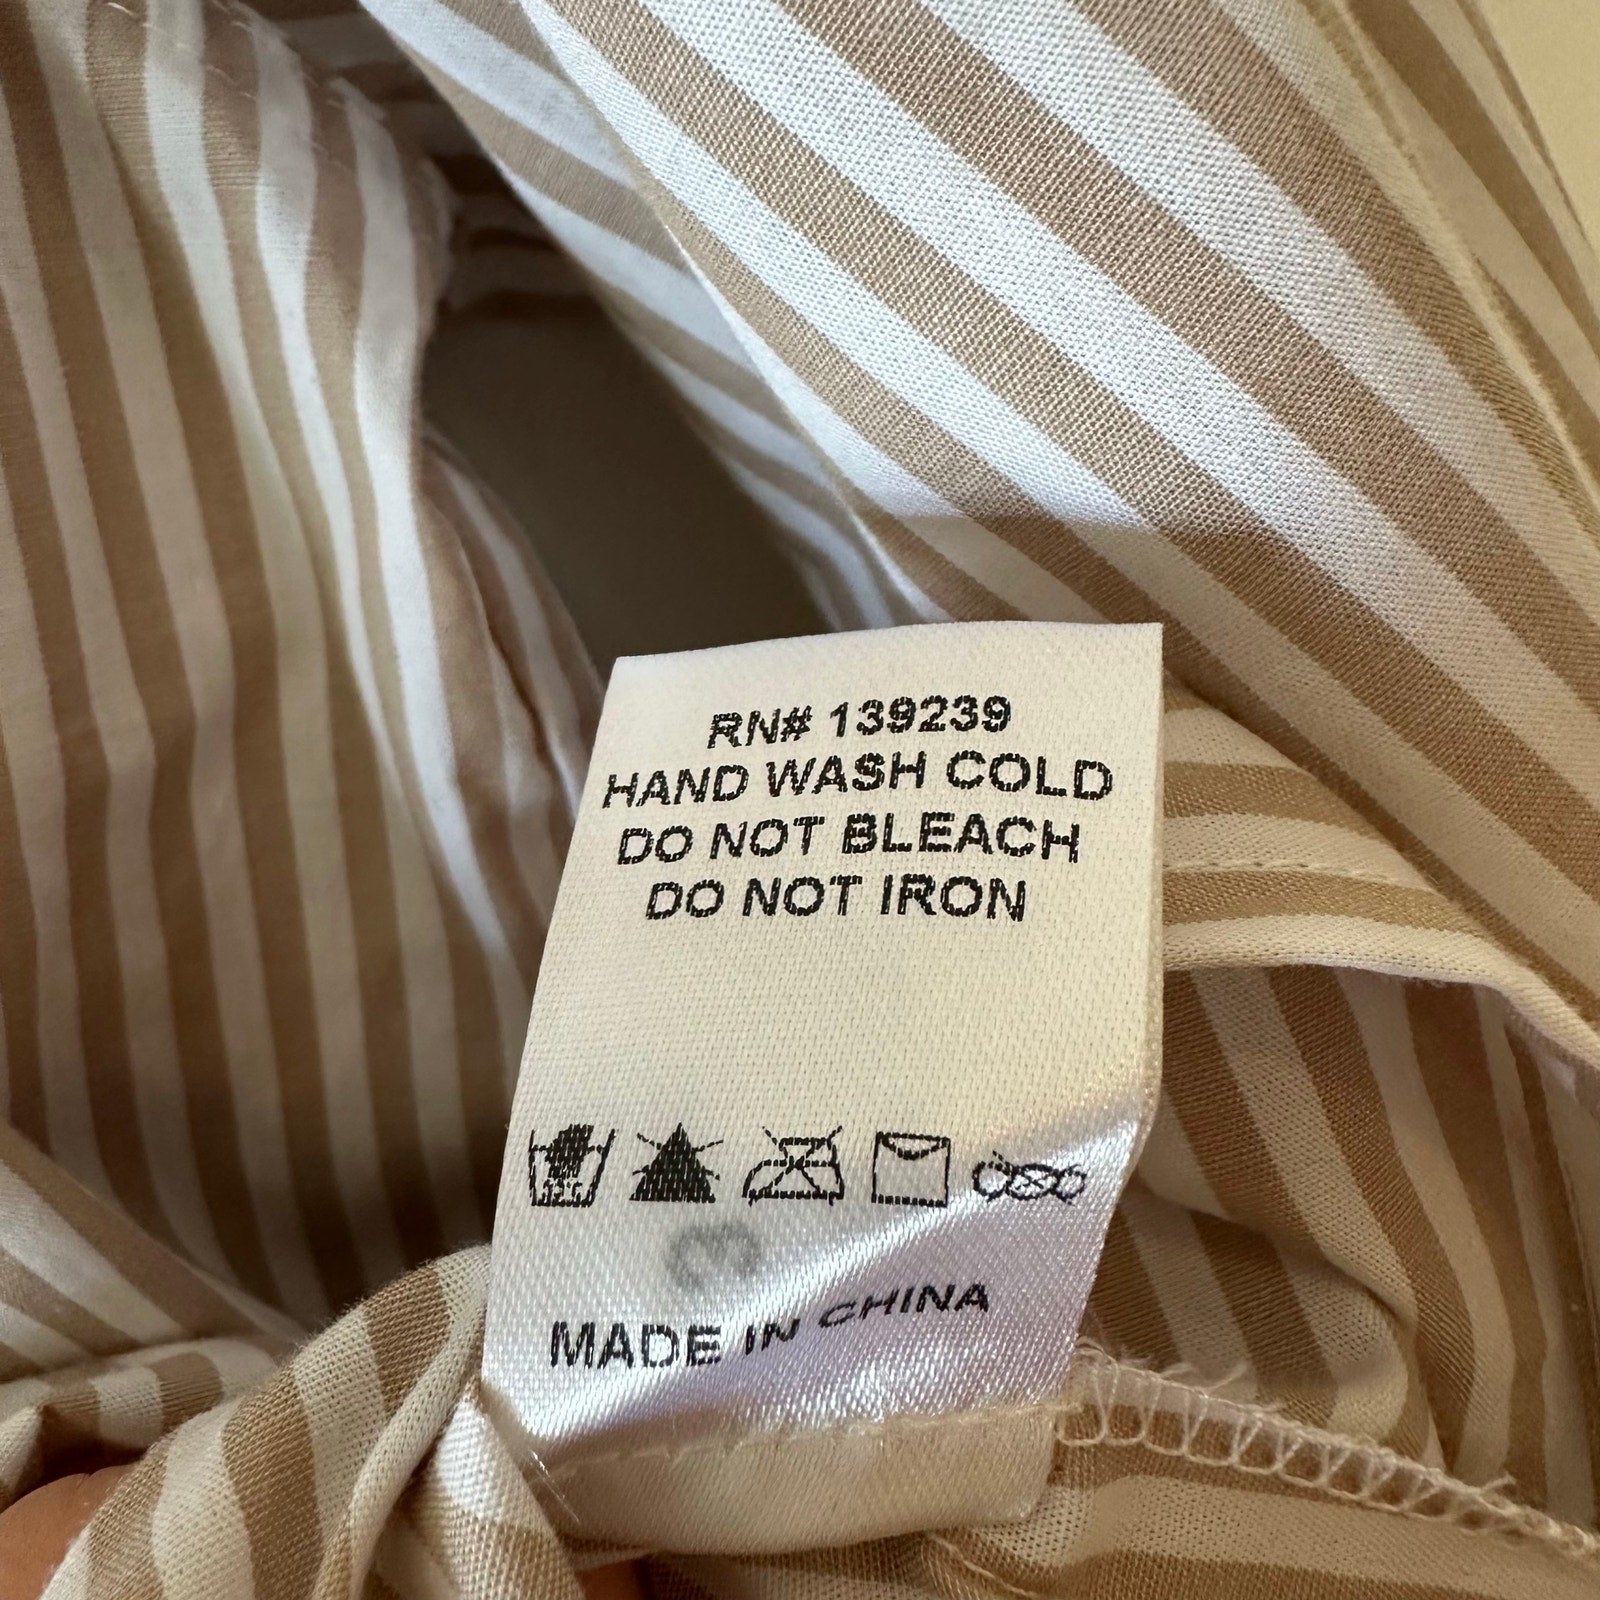 RN# 139239
HAND WASH COLD
DO NOT BLEACH
DO NOT IRON
MADE IN CHINA